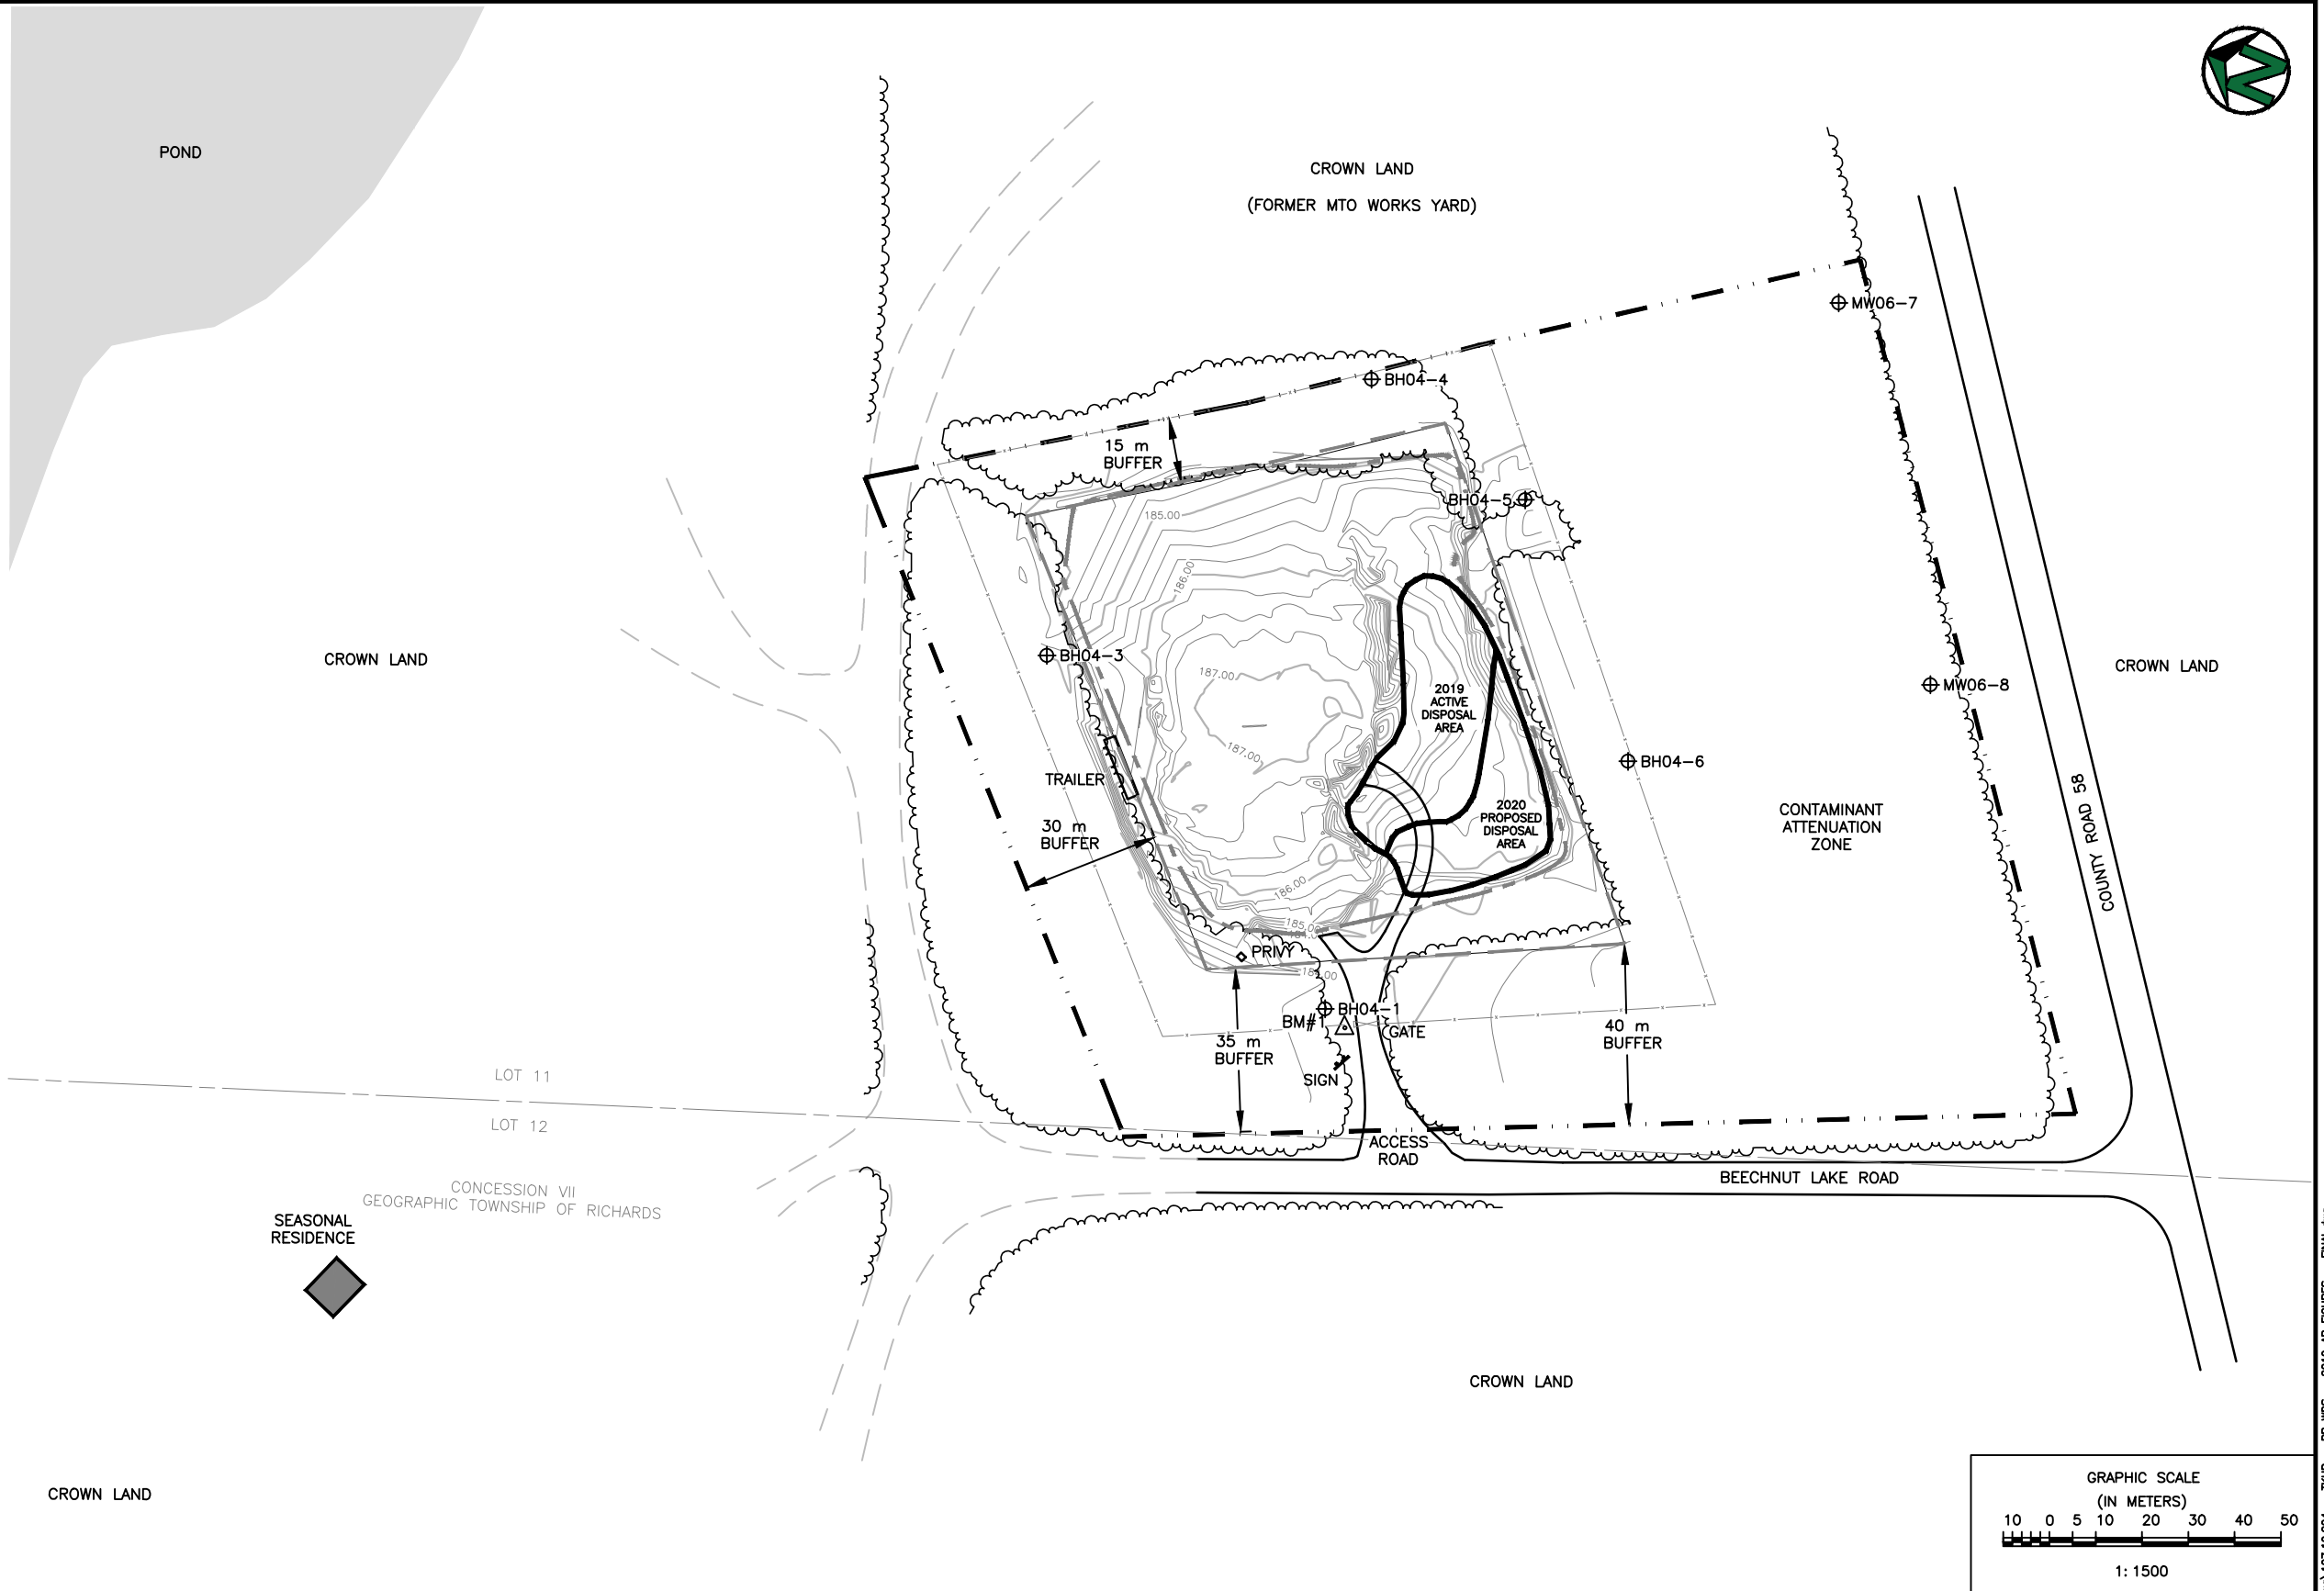 POND
CROWN LAND
(FORMER MTO WORKS YARD)
MW06-7
BH04-4
15 m
BUFFER
BH04-5
185.00
186.00
CROWN LAND
BH04-3
187.00
2019
ACTIVE
DISPOSAL
AREA
MW06-8
CROWN LAND
187.00
TRAILER
BH04-6
2020
PROPOSED
DISPOSAL
AREA
CONTAMINANT
ATTENUATION
ZONE
COUNTY ROAD 58
30 m
BUFFER
186.00
185.00
PRIVY
BH04-1
BM#1
GATE
35 m
BUFFER
40 m
BUFFER
SIGN
LOT 11
LOT 12
ACCESS
ROAD
BEECHNUT LAKE ROAD
CONCESSION VII
GEOGRAPHIC TOWNSHIP OF RICHARDS
SEASONAL
RESIDENCE
CROWN LAND
CROWN LAND
GRAPHIC SCALE
(IN METERS)
10 0 5 10 20 30 40 50
1:1500